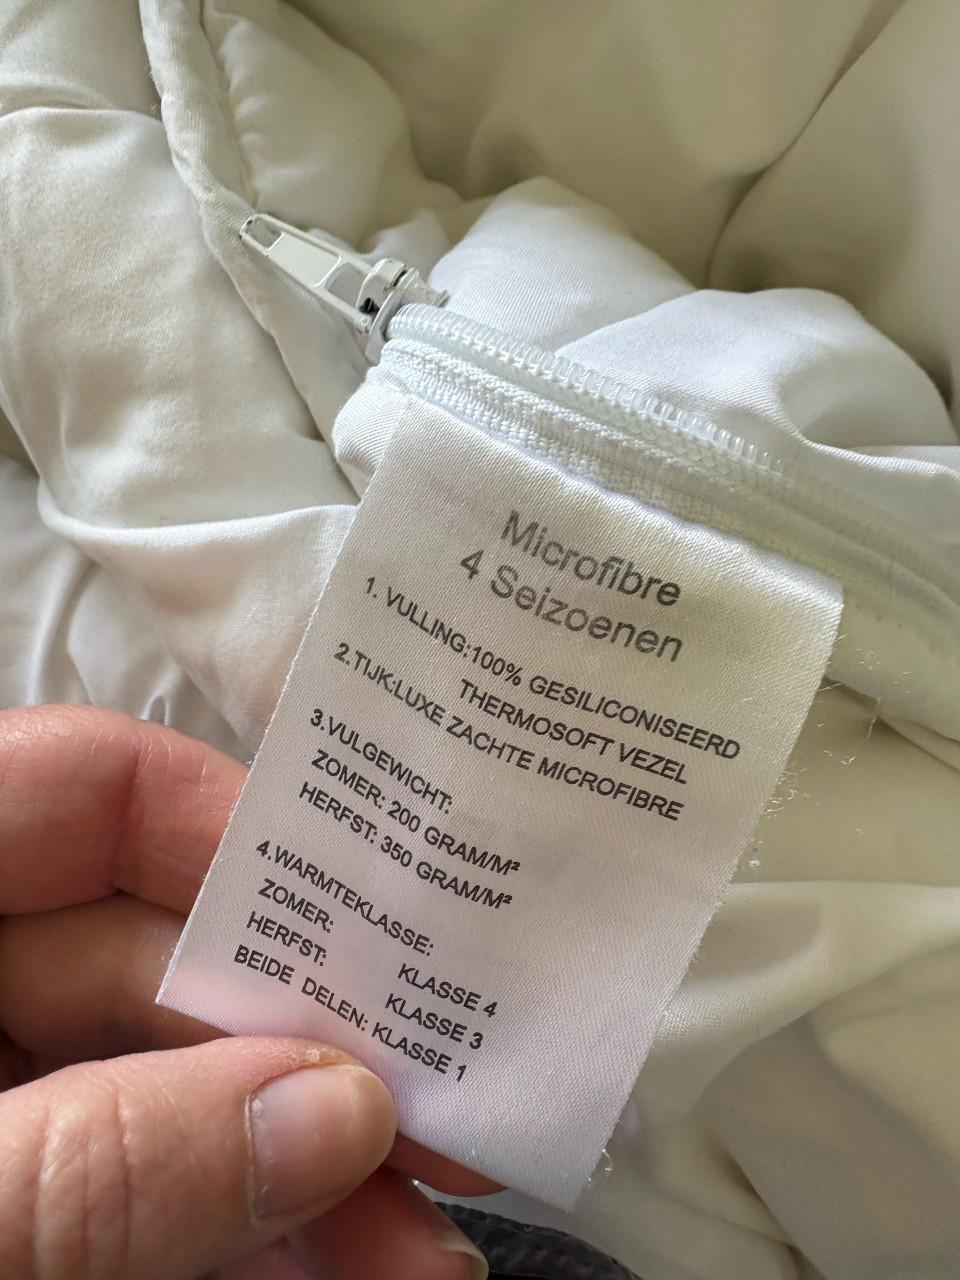 Microfibre
4 Seizoenen
1. VULLING:100% GESILICONISEERD
THERMOSOFT VEZEL
2.TIJK:LUXE ZACHTE MICROFIBRE
3.VULGEWICHT:
ZOMER: 200 GRAM/M²
HERFST: 350 GRAM/M²
4.WARMTEKLASSE:
ZOMER: KLASSE 4
HERFST: KLASSE 3
BEIDE DELEN: KLASSE 1